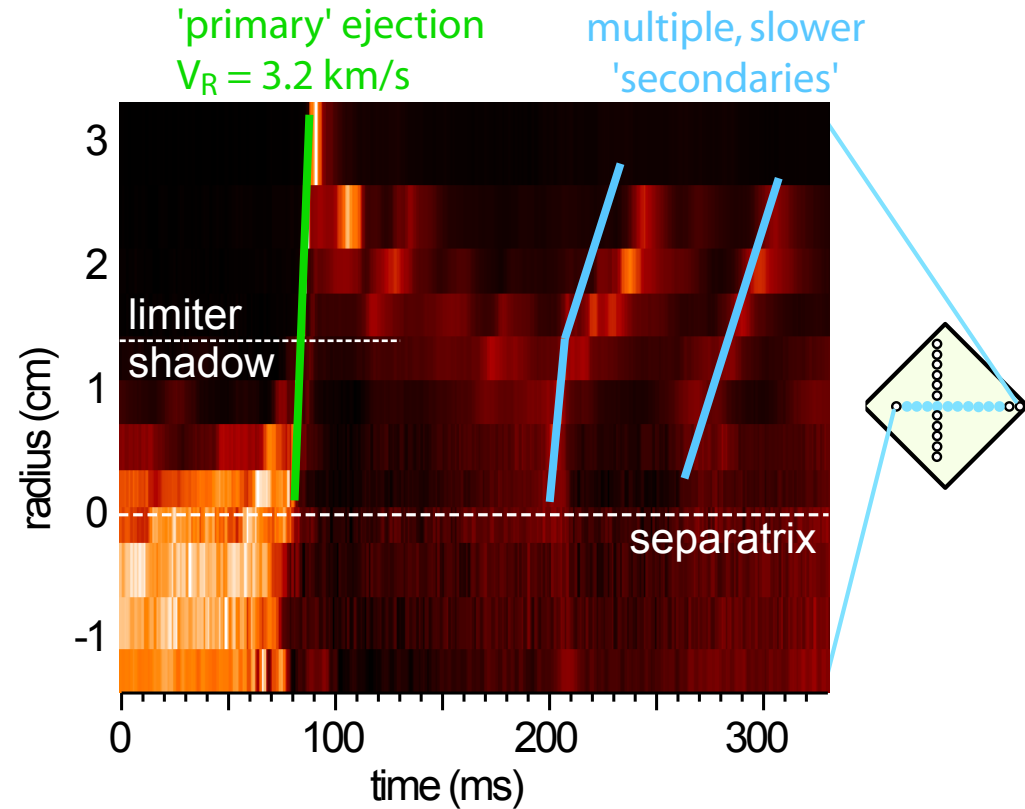 'primary' ejection
V_R = 3.2 km/s
multiple, slower
'secondaries'
3
2
1
0
-1
radius (cm)
limiter
shadow
separatrix
0
100
200
300
time (ms)